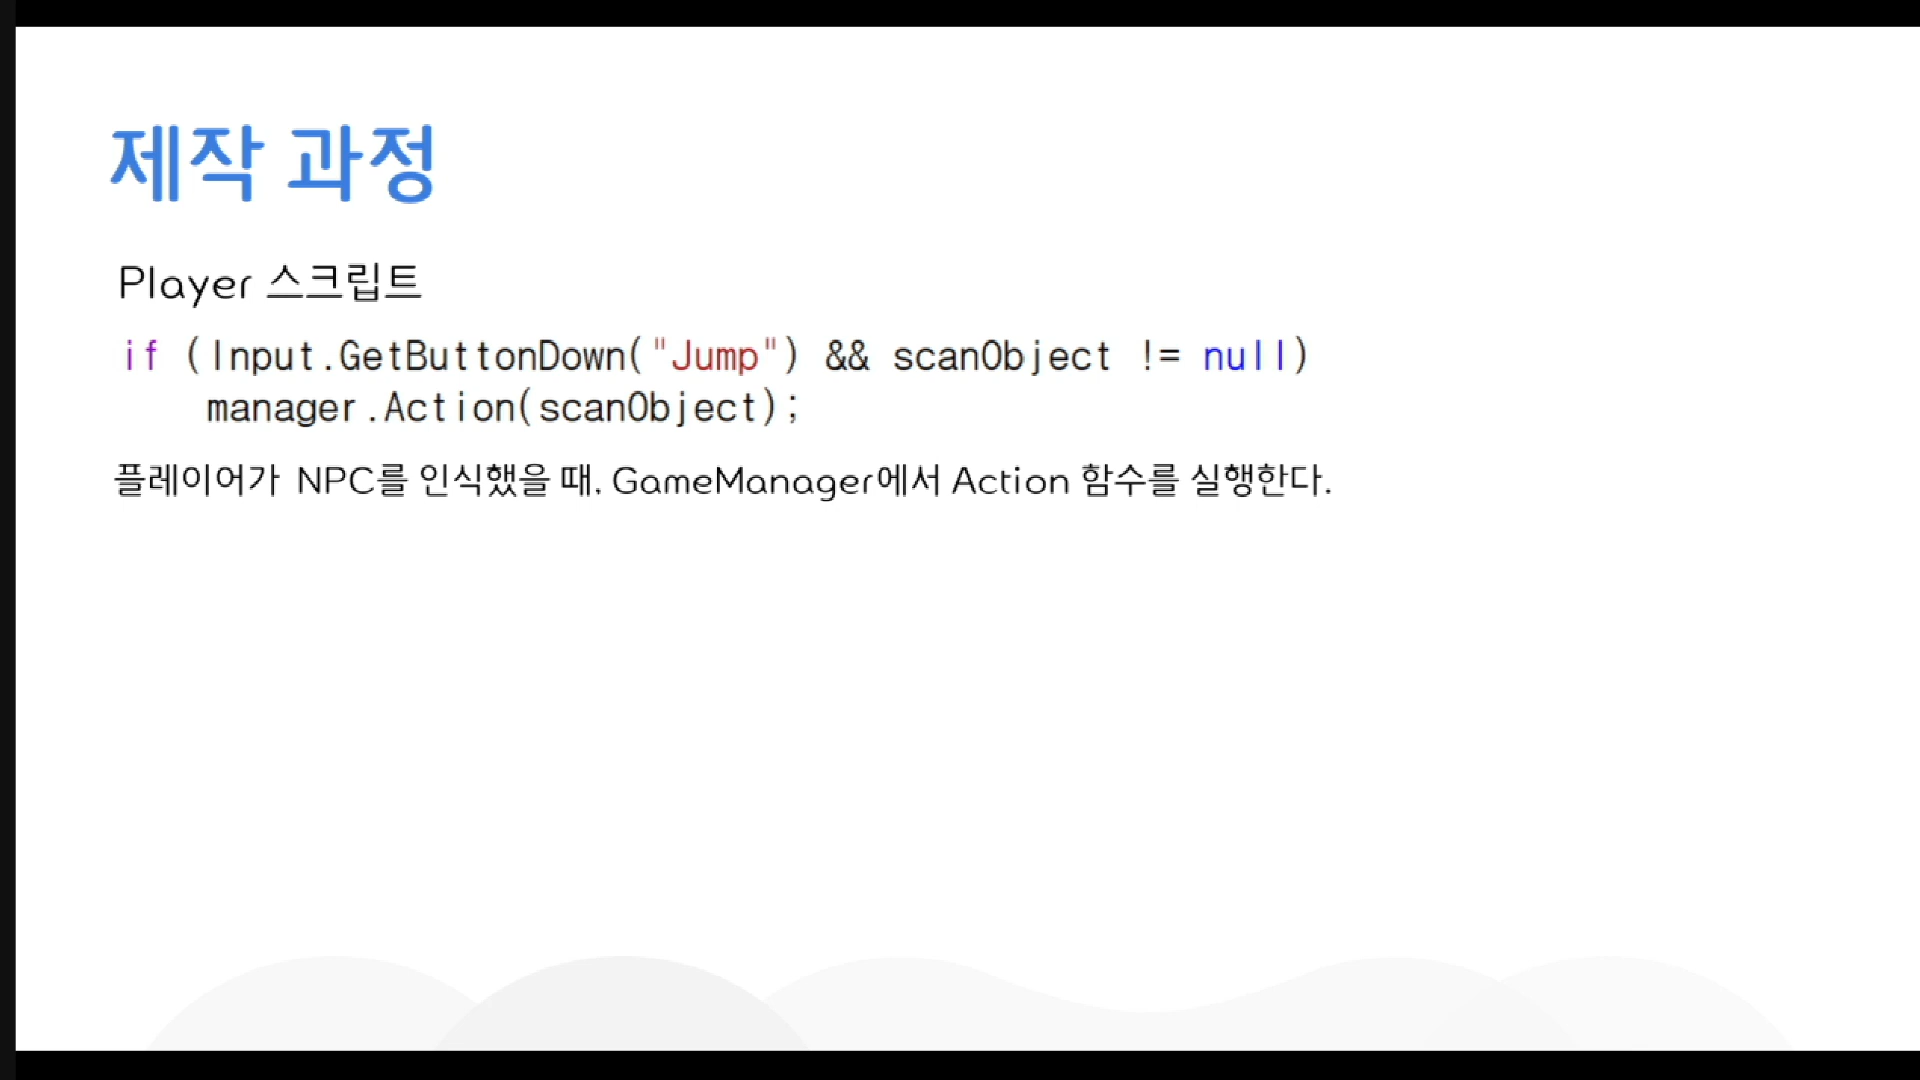 제작 과정
Player 스크립트
if (Input.GetButtonDown("Jump") && scanObject != null)
manager.Action(scanObject);
플레이어가 NPC를 인식했을 때, GameManager에서 Action 함수를 실행한다.